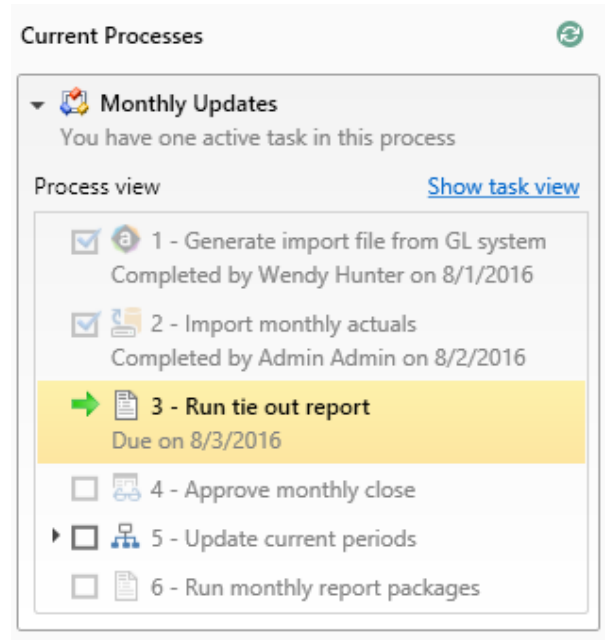 Current Processes
Monthly Updates
You have one active task in this process
Process view Show task view
1 - Generate import file from GL system
Completed by Wendy Hunter on 8/1/2016
2 - Import monthly actuals
Completed by Admin Admin on 8/2/2016
3 - Run tie out report
Due on 8/3/2016
4 - Approve monthly close
5 - Update current periods
6 - Run monthly report packages